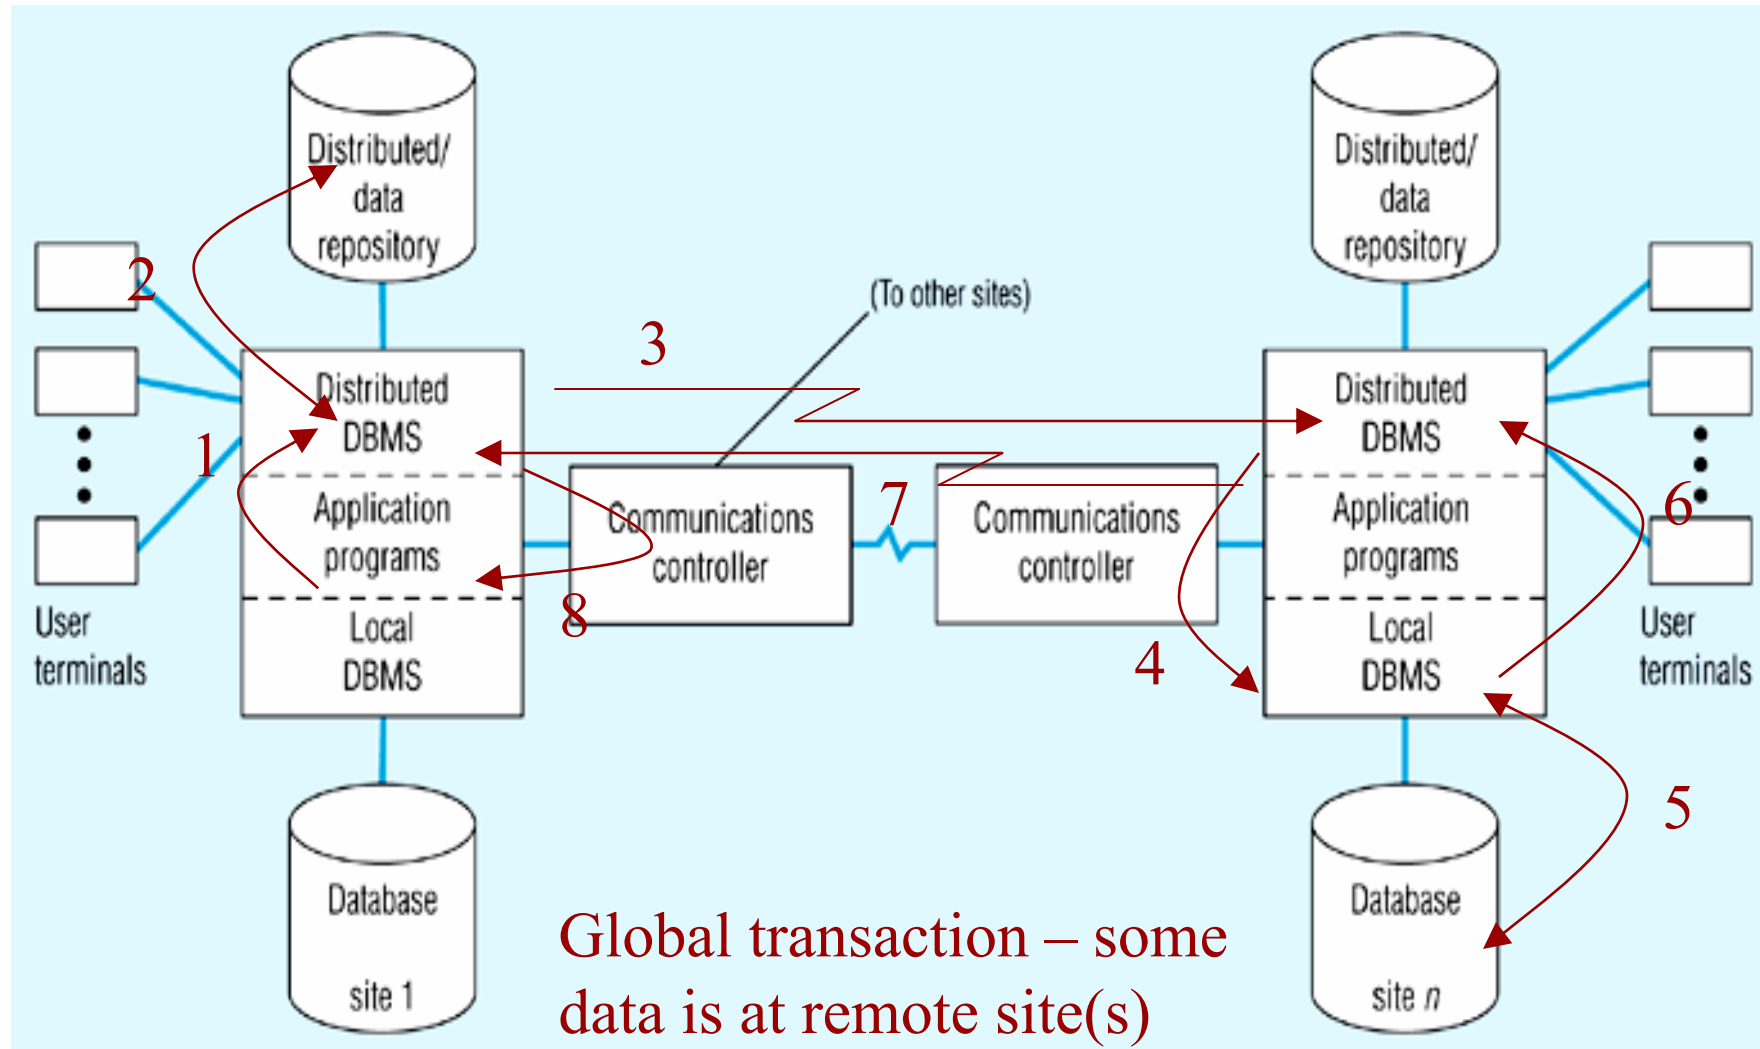 Distributed/
data
repository
Distributed/
data
repository
(To other sites)
2
3
1
Distributed
DBMS
Application
programs
Local
DBMS
Communications
controller
7
Communications
controller
8
4
Distributed
DBMS
Application
programs
Local
DBMS
6
5
User
terminals
User
terminals
Database
site 1
Database
site n
Global transaction – some
data is at remote site(s)